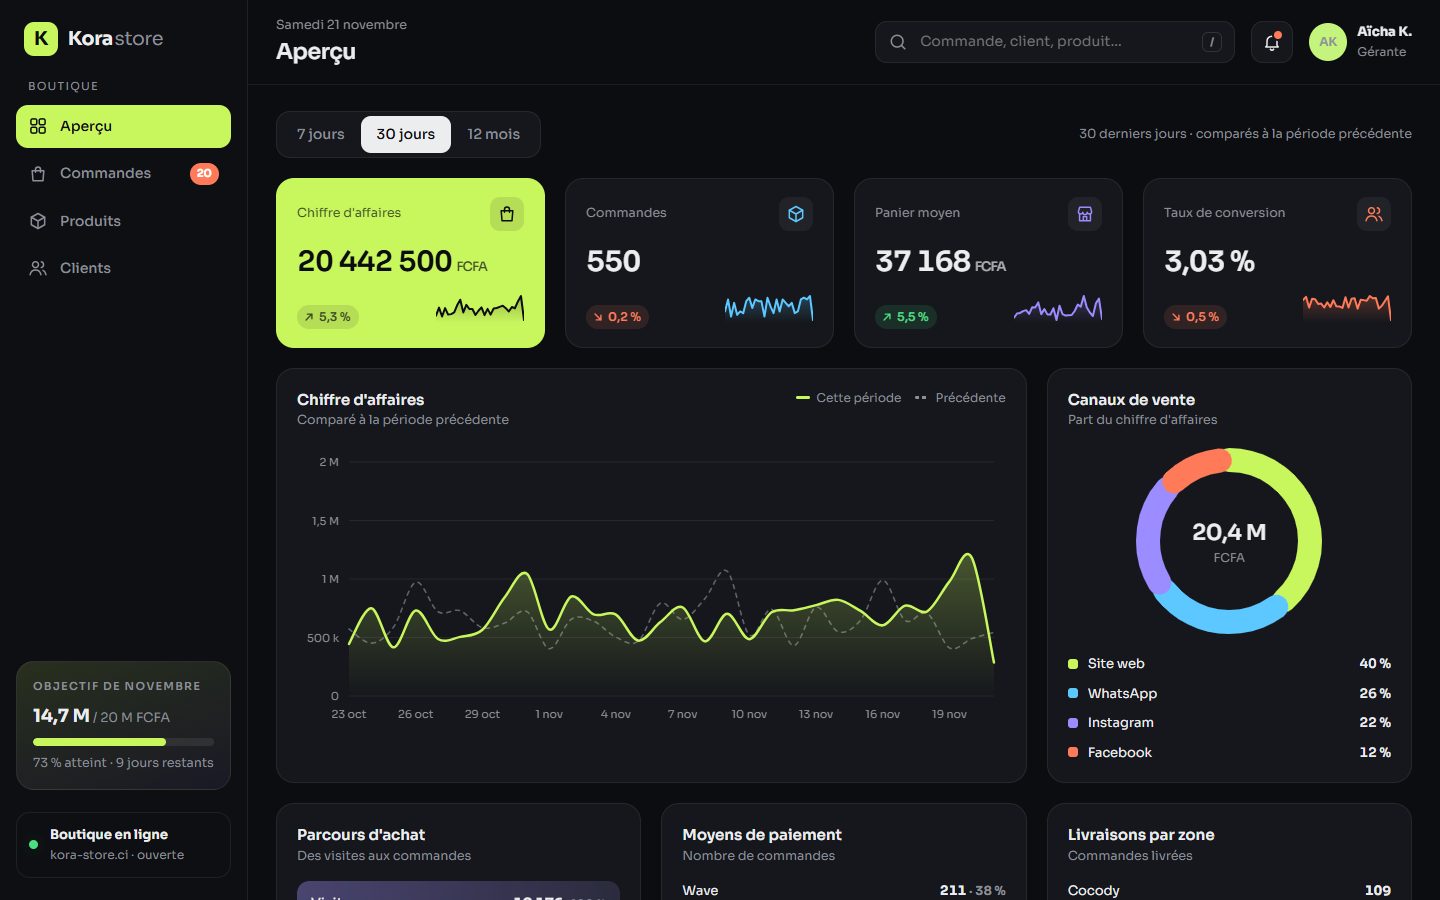 K Kora store
BOUTIQUE
Aperçu
Commandes 20
Produits
Clients
OBJECTIF DE NOVEMBRE
14,7 M / 20 M FCFA
73 % atteint · 9 jours restants
Boutique en ligne
kora-store.ci · ouverte
Samedi 21 novembre
Aperçu
Commande, client, produit... /
AK
Aïcha K.
Gérante
7 jours 30 jours 12 mois
30 derniers jours · comparés à la période précédente
Chiffre d'affaires
20 442 500 FCFA
5,3 %
Commandes
550
0,2 %
Panier moyen
37 168 FCFA
5,5 %
Taux de conversion
3,03 %
0,5 %
Chiffre d'affaires
Comparé à la période précédente
Cette période Précédente
2 M
1,5 M
1 M
500 k
0
23 oct 26 oct 29 oct 1 nov 4 nov 7 nov 10 nov 13 nov 16 nov 19 nov
Canaux de vente
Part du chiffre d'affaires
20,4 M
FCFA
Site web 40 %
WhatsApp 26 %
Instagram 22 %
Facebook 12 %
Parcours d'achat
Des visites aux commandes
Moyens de paiement
Nombre de commandes
Wave 211 · 38 %
Livraisons par zone
Commandes livrées
Cocody 109